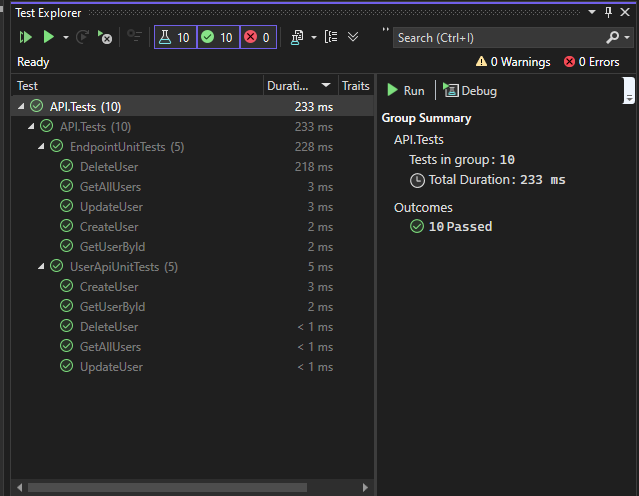 Test Explorer
10 10 0
Search (Ctrl+I)
Ready
0 Warnings 0 Errors
Test Durati... Traits
API.Tests (10) 233 ms
API.Tests (10) 233 ms
EndpointUnitTests (5) 228 ms
DeleteUser 218 ms
GetAllUsers 3 ms
UpdateUser 3 ms
CreateUser 2 ms
GetUserById 2 ms
UserApiUnitTests (5) 5 ms
CreateUser 3 ms
GetUserById 2 ms
DeleteUser < 1 ms
GetAllUsers < 1 ms
UpdateUser < 1 ms
Run Debug
Group Summary
API.Tests
Tests in group: 10
Total Duration: 233 ms
Outcomes
10 Passed